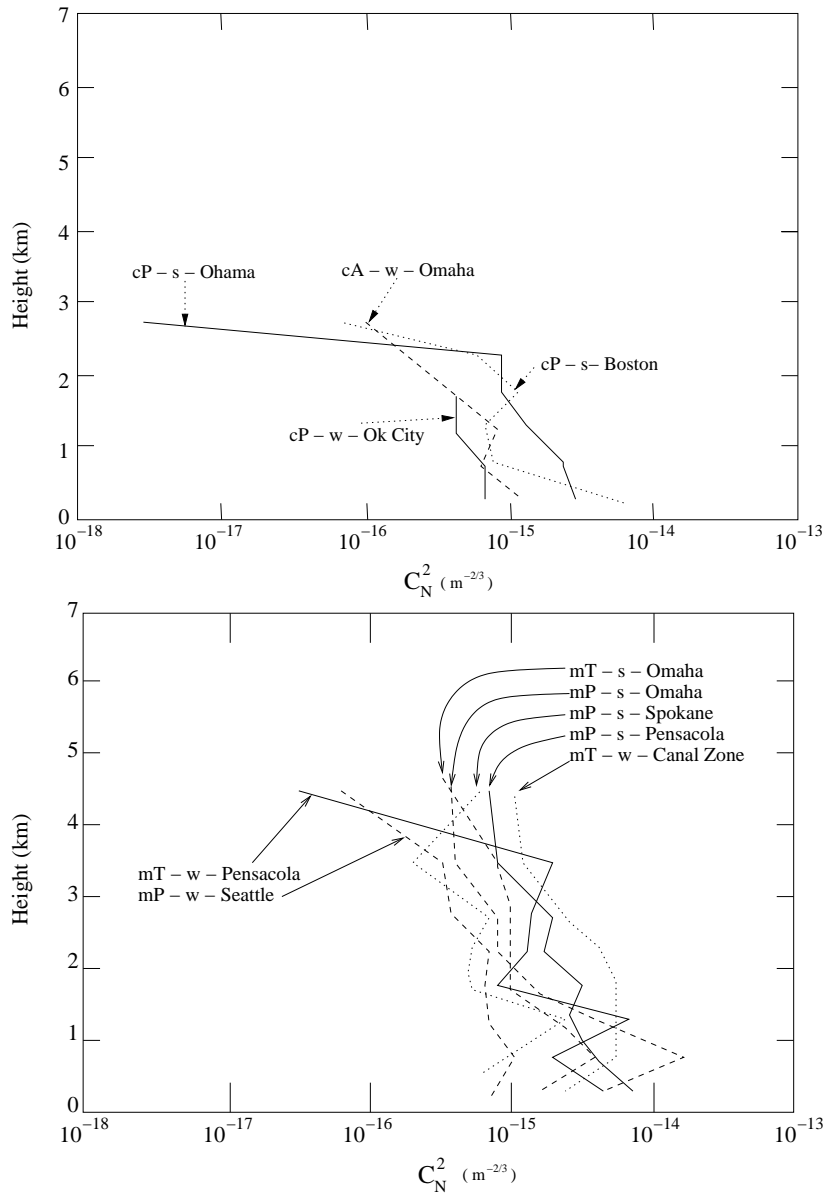 7
6
5
4
3
2
1
0
Height (km)
cP – s – Ohama
cA – w – Omaha
cP – s– Boston
cP – w – Ok City
10⁻¹⁸ 10⁻¹⁷ 10⁻¹⁶ 10⁻¹⁵ 10⁻¹⁴ 10⁻¹³
C_N^2 ( m^{−2/3} )
7
6
5
4
3
2
1
0
Height (km)
mT – s – Omaha
mP – s – Omaha
mP – s – Spokane
mP – s – Pensacola
mT – w – Canal Zone
mT – w – Pensacola
mP – w – Seattle
10⁻¹⁸ 10⁻¹⁷ 10⁻¹⁶ 10⁻¹⁵ 10⁻¹⁴ 10⁻¹³
C_N^2 ( m^{−2/3} )